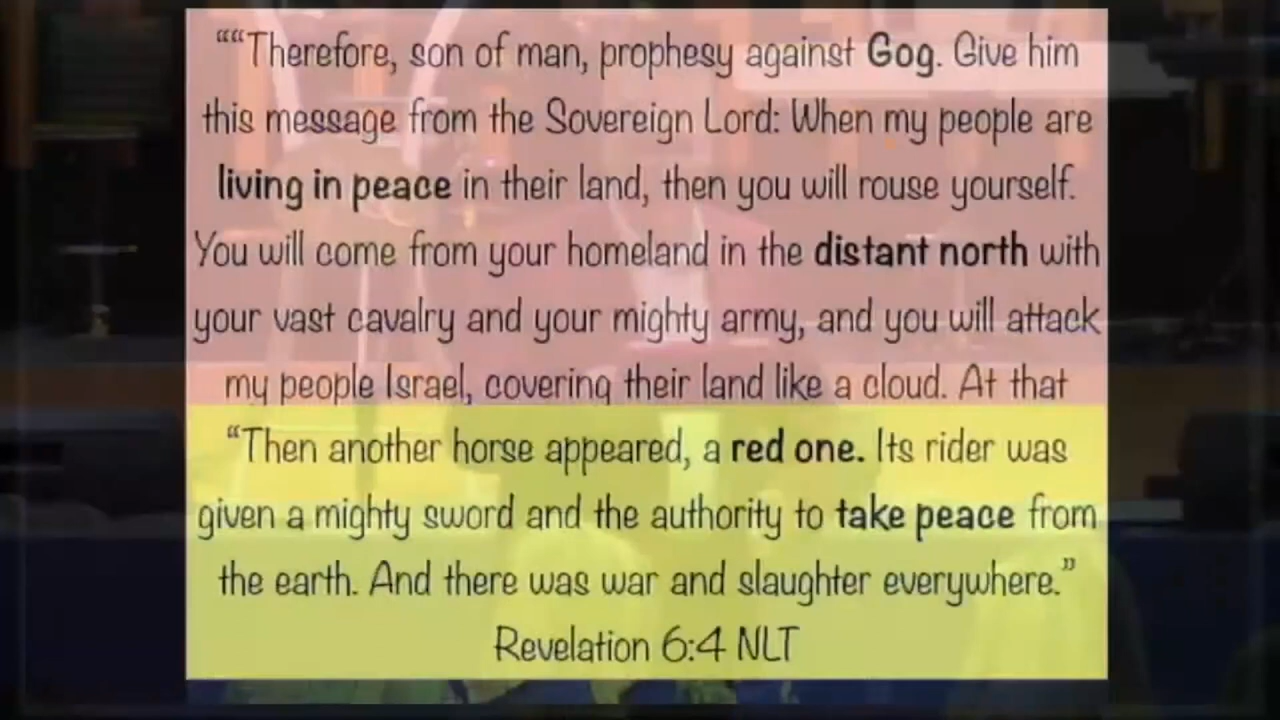 ““Therefore, son of man, prophesy against Gog. Give him
this message from the Sovereign Lord: When my people are
living in peace in their land, then you will rouse yourself.
You will come from your homeland in the distant north with
your vast cavalry and your mighty army, and you will attack
my people Israel, covering their land like a cloud. At that
“Then another horse appeared, a red one. Its rider was
given a mighty sword and the authority to take peace from
the earth. And there was war and slaughter everywhere.”
Revelation 6:4 NLT